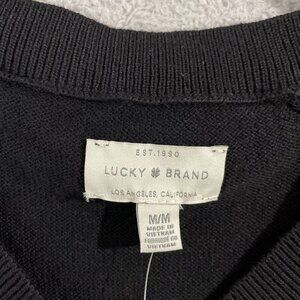 EST.1990
LUCKY BRAND
LOS ANGELES, CALIFORNIA
M/M
MADE IN
VIETNAM
FABRIQUÉ AU
VIETNAM